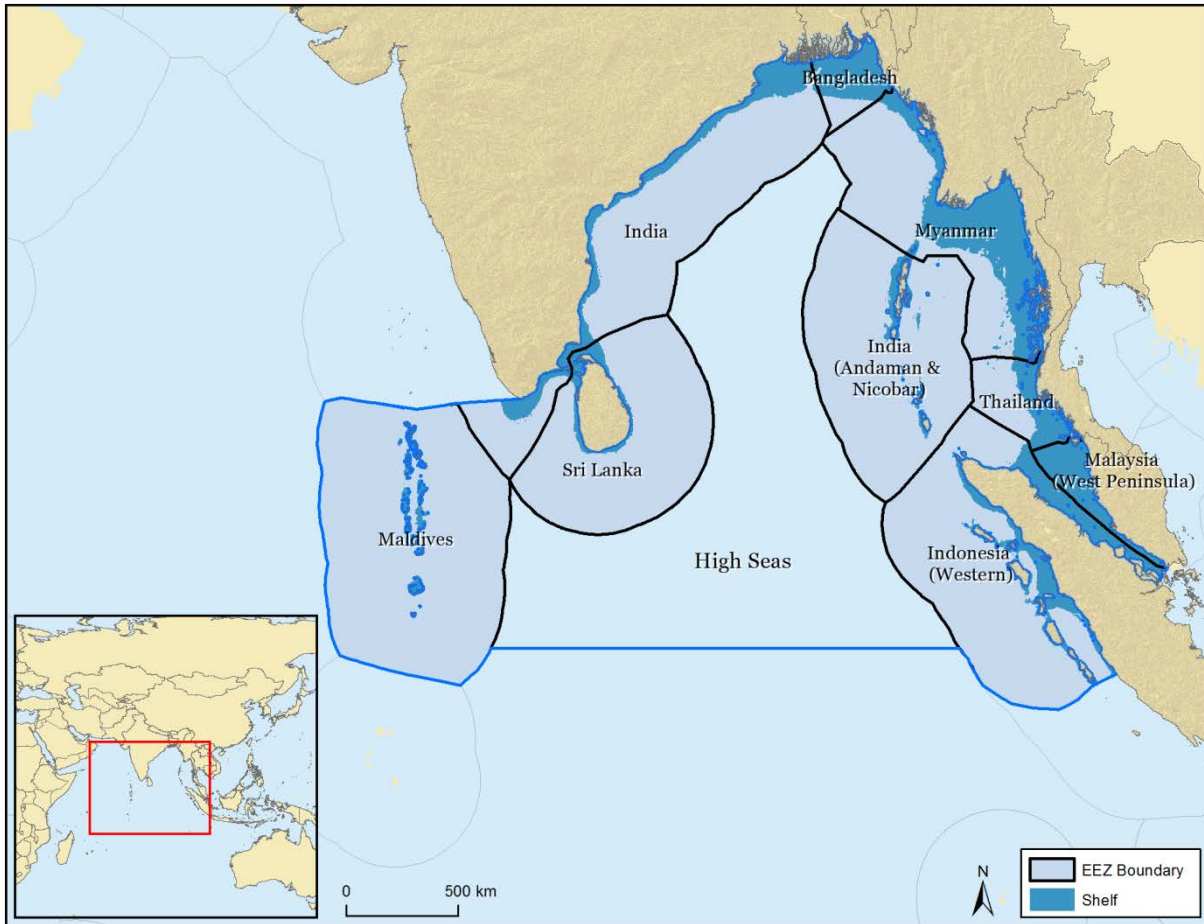 Bangladesh
India
Myanmar
India
(Andaman &
Nicobar)
Thailand
Malaysia
(West Peninsula)
Sri Lanka
Maldives
High Seas
Indonesia
(Western)
0 500 km
N
EEZ Boundary
Shelf